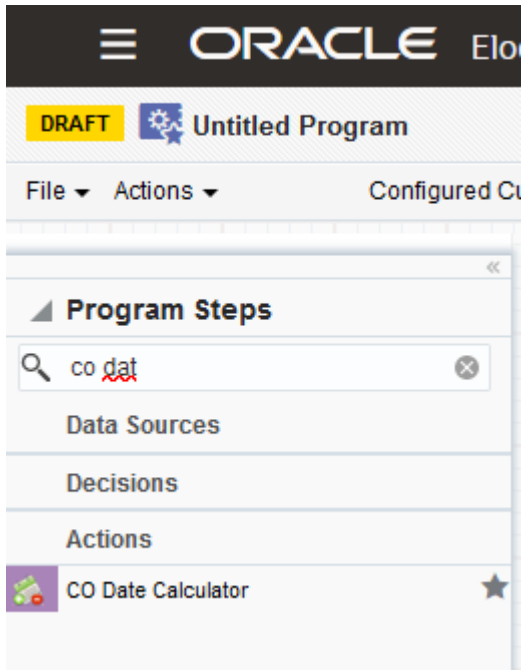 ORACLE Eloq
DRAFT Untitled Program
File Actions Configured Cu
Program Steps
co dat
Data Sources
Decisions
Actions
CO Date Calculator